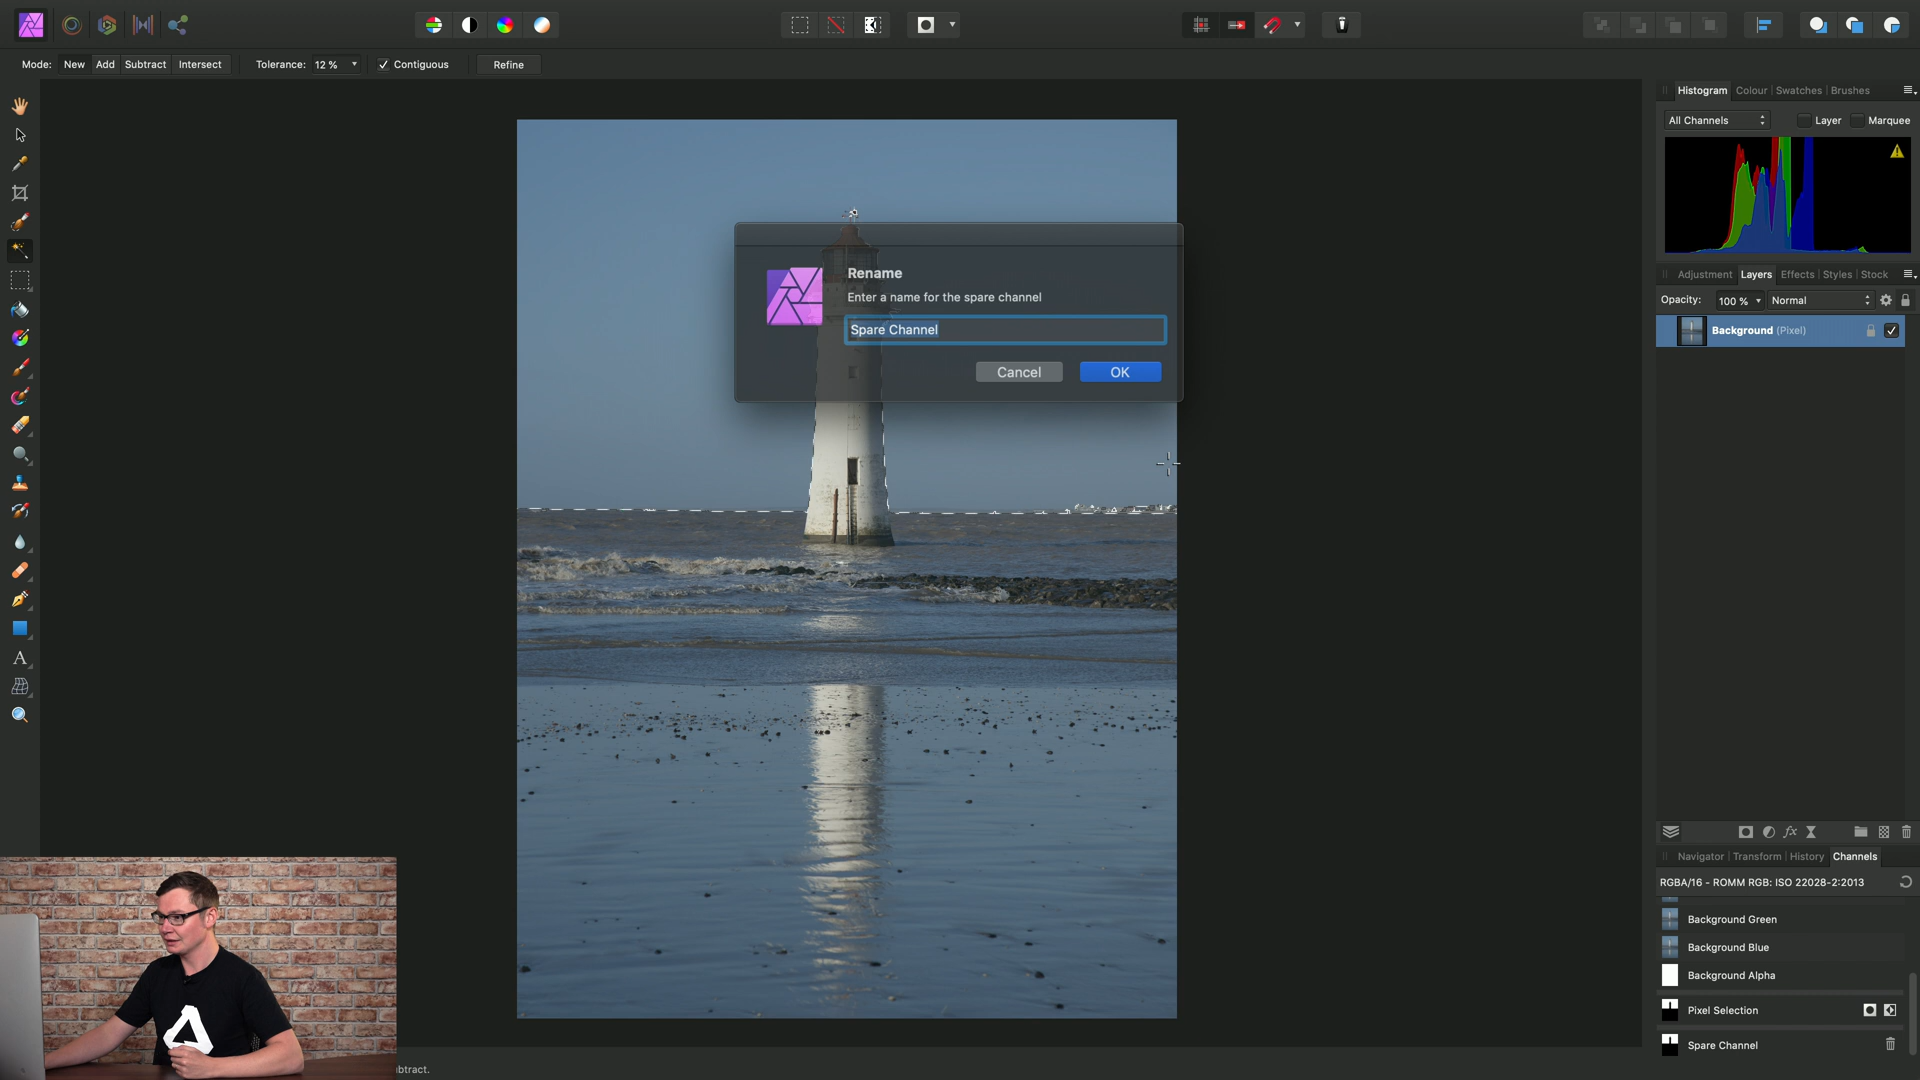 Mode: New Add Subtract Intersect Tolerance: 12 % Contiguous Refine
Histogram Colour | Swatches | Brushes
All Channels Layer Marquee
Adjustment Layers Effects | Styles | Stock
Opacity: 100 % Normal
Background (Pixel)
Rename
Enter a name for the spare channel
Spare Channel
Cancel OK
Navigator | Transform | History Channels
RGBA/16 - ROMM RGB: ISO 22028-2:2013
Background Green
Background Blue
Background Alpha
Pixel Selection
Spare Channel
ubtract.